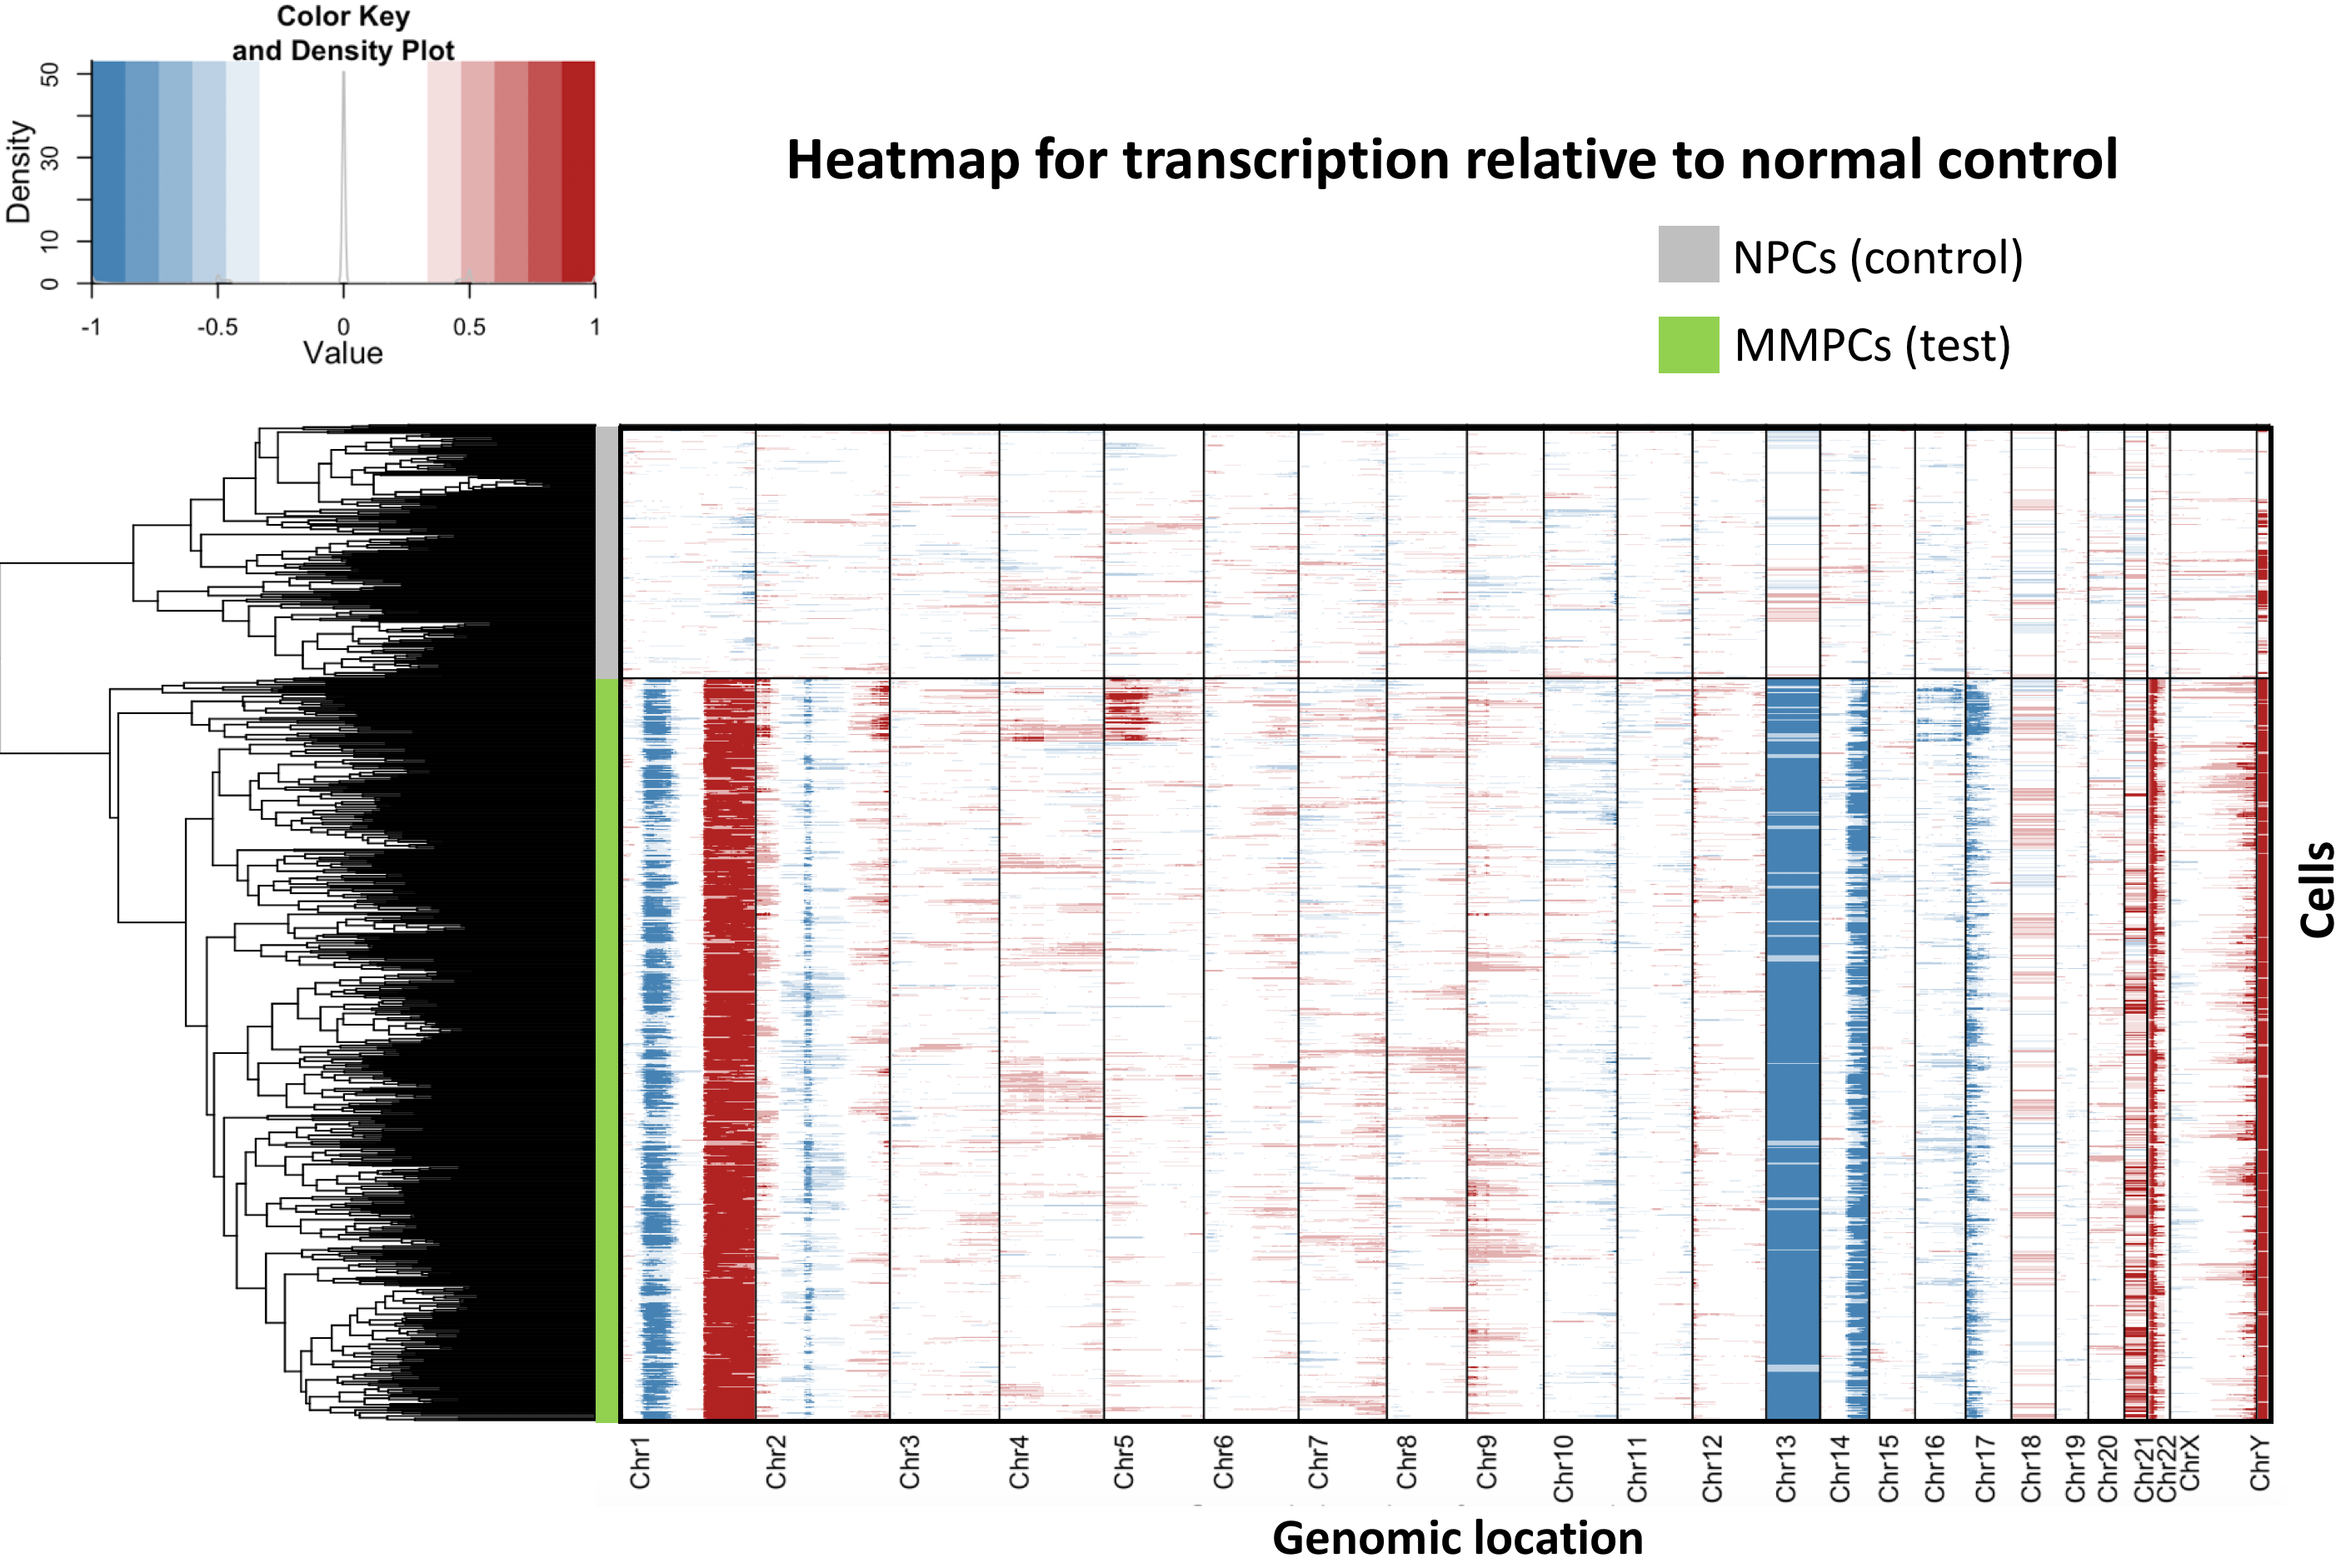 Color Key
and Density Plot
50
30
10
0
Density
-1 -0.5 0 0.5 1
Value
Heatmap for transcription relative to normal control
NPCs (control)
MMPCs (test)
Cells
Chr1 Chr2 Chr3 Chr4 Chr5 Chr6 Chr7 Chr8 Chr9 Chr10 Chr11 Chr12 Chr13 Chr14 Chr15 Chr16 Chr17 Chr18 Chr19 Chr20 Chr21 Chr22 ChrX ChrY
Genomic location